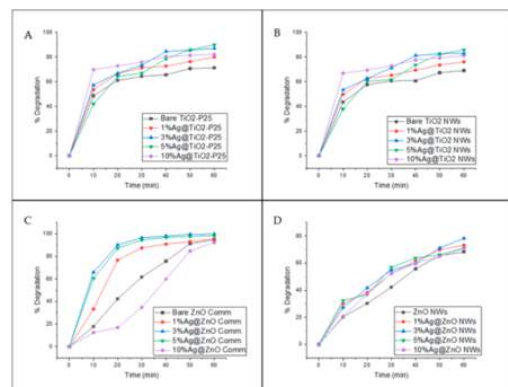 A
% Degradation
100
80
60
40
20
0
Bare TiO2-P25
1%Ag@TiO2-P25
3%Ag@TiO2-P25
5%Ag@TiO2-P25
10%Ag@TiO2-P25
0 10 20 30 40 50 60
Time (min)
B
% Degradation
100
80
60
40
20
0
Bare TiO2 NWs
1%Ag@TiO2 NWs
3%Ag@TiO2 NWs
5%Ag@TiO2 NWs
10%Ag@TiO2 NWs
0 10 20 30 40 50 60
Time (min)
C
% Degradation
100
80
60
40
20
0
Bare ZnO Comm
1%Ag@ZnO Comm
3%Ag@ZnO Comm
5%Ag@ZnO Comm
10%Ag@ZnO Comm
0 10 20 30 40 50 60
Time (min)
D
% Degradation
80
60
40
20
0
ZnO NWs
1%Ag@ZnO NWs
3%Ag@ZnO NWs
5%Ag@ZnO NWs
10%Ag@ZnO NWs
0 10 20 30 40 50 60
Time (min)